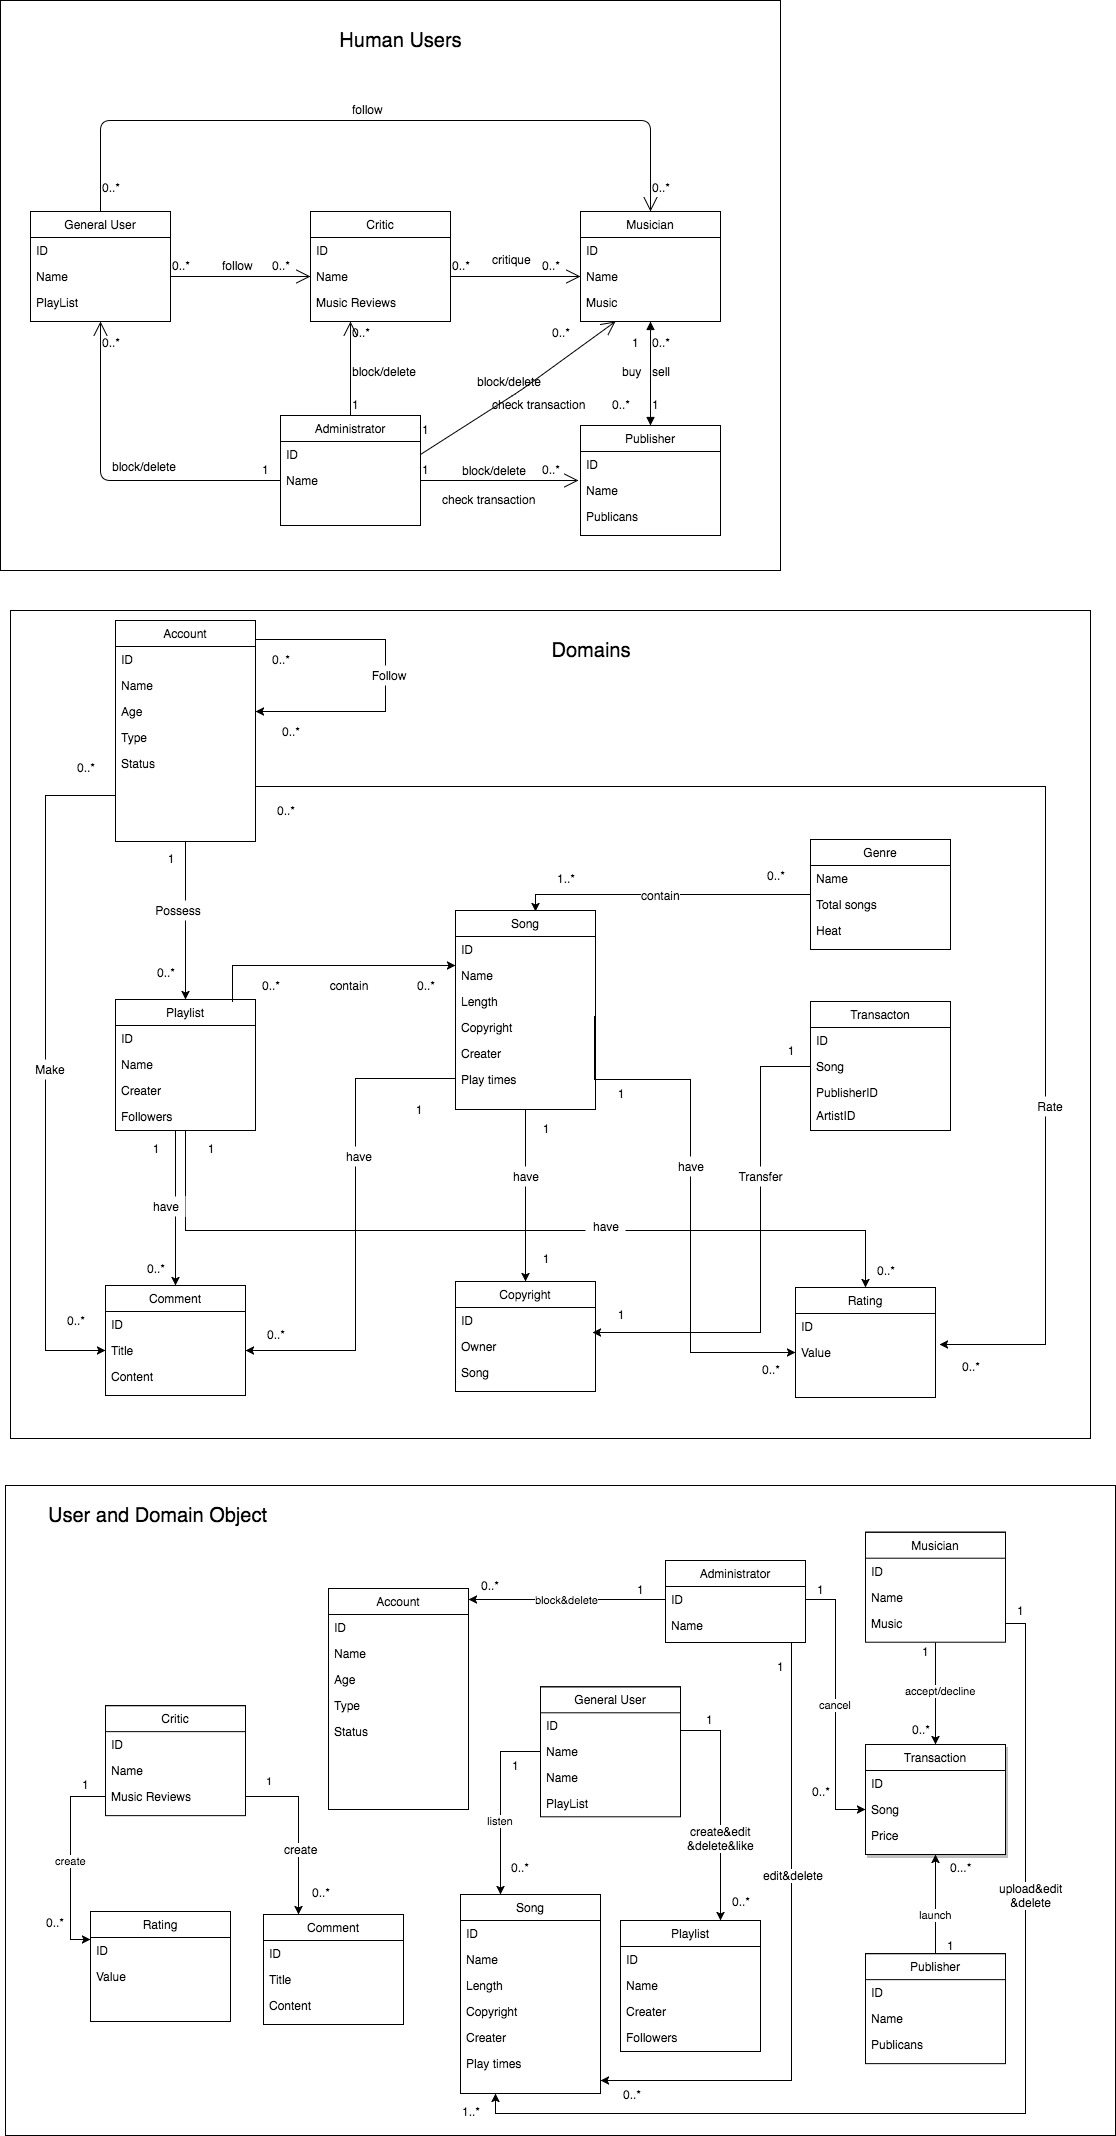 Human Users
follow
0..*
0..*
General User
ID
Name
PlayList
Critic
ID
Name
Music Reviews
Musician
ID
Name
Music
0..*
follow
0..*
0..*
critique
0..*
0..*
0..*
0..*
1
0..*
block/delete
block/delete
buy
sell
1
check transaction
0..*
1
Administrator
ID
Name
1
Publisher
ID
Name
Publicans
block/delete
1
1
block/delete
0..*
check transaction
Domains
Account
ID
Name
Age
Type
Status
0..*
Follow
0..*
0..*
0..*
1
Possess
0..*
Genre
Name
Total songs
Heat
1..*
contain
0..*
Song
ID
Name
Length
Copyright
Creater
Play times
0..*
contain
0..*
Playlist
ID
Name
Creater
Followers
Transacton
ID
Song
PublisherID
ArtistID
1
Make
1
1
1
1
1
Rate
have
have
have
have
Transfer
have
0..*
1
0..*
Comment
ID
Title
Content
0..*
0..*
Copyright
ID
Owner
Song
1
Rating
ID
Value
0..*
0..*
User and Domain Object
Musician
ID
Name
Music
Administrator
ID
Name
0..*
block&delete
1
1
Account
ID
Name
Age
Type
Status
1
1
accept/decline
0..*
1
cancel
0..*
General User
ID
Name
Name
PlayList
1
1
Critic
ID
Name
Music Reviews
1
1
Transaction
ID
Song
Price
listen
create&edit
&delete&like
create
create
edit&delete
0..*
0..*
0..*
0..*
0...*
upload&edit
&delete
launch
1
Rating
ID
Value
Comment
ID
Title
Content
Song
ID
Name
Length
Copyright
Creater
Play times
Playlist
ID
Name
Creater
Followers
Publisher
ID
Name
Publicans
0..*
1..*